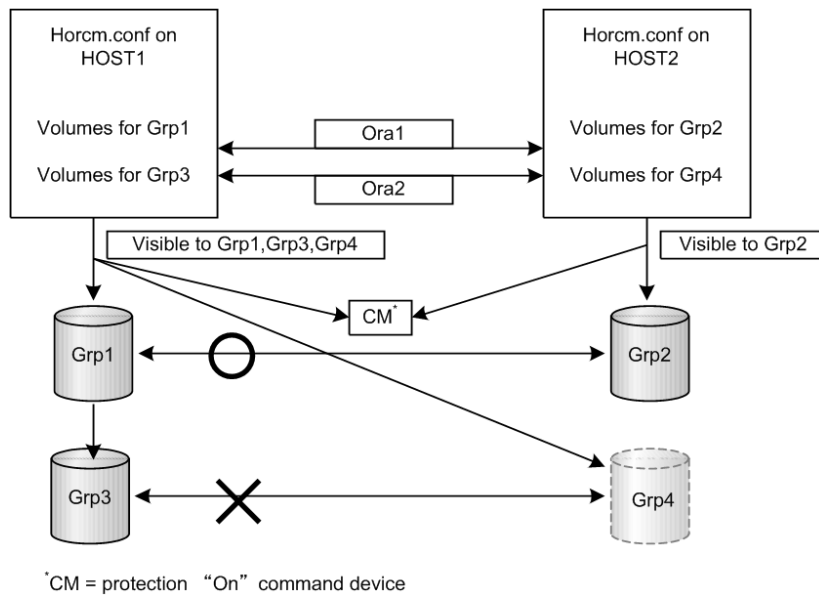 Horcm.conf on
HOST1
Horcm.conf on
HOST2
Volumes for Grp1
Ora1
Volumes for Grp2
Volumes for Grp3
Ora2
Volumes for Grp4
Visible to Grp1,Grp3,Grp4
Visible to Grp2
CM*
Grp1
Grp2
Grp3
Grp4
*CM = protection “On” command device